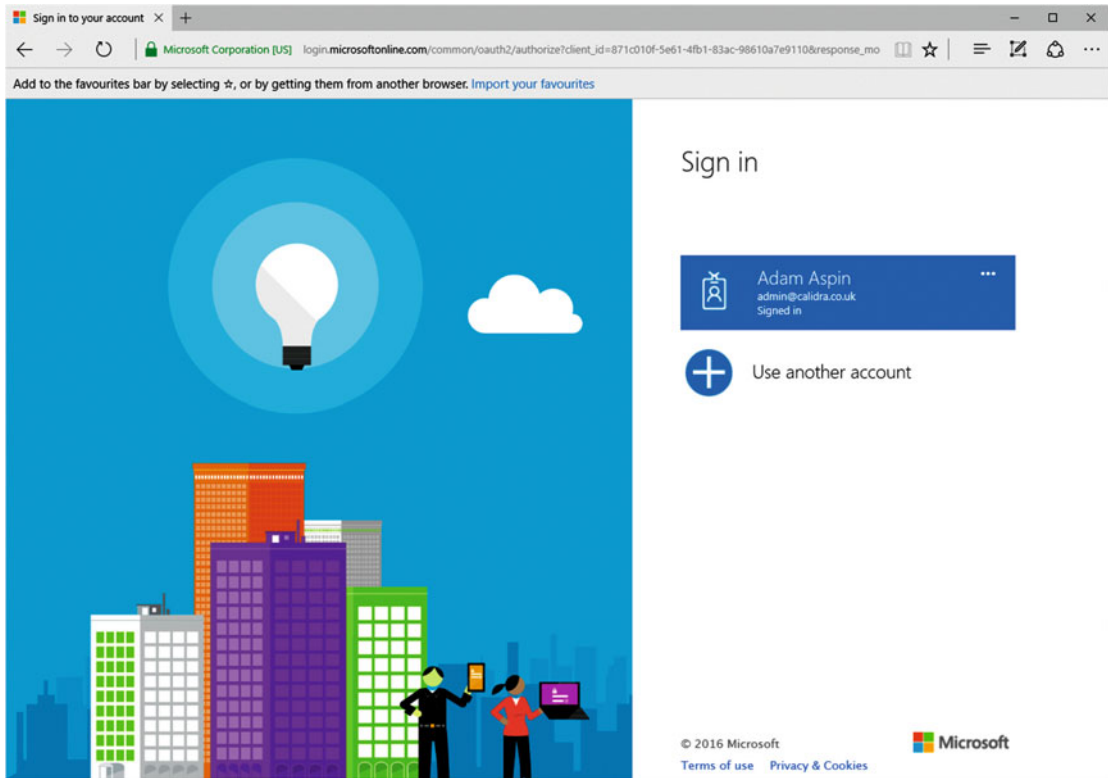 Sign in to your account
Microsoft Corporation [US] login.microsoftonline.com/common/oauth2/authorize?client_id=871c010f-5e61-4fb1-83ac-98610a7e9110&response_mo
Add to the favourites bar by selecting ☆, or by getting them from another browser. Import your favourites
Sign in
Adam Aspin
admin@calidra.co.uk
Signed in
Use another account
© 2016 Microsoft
Microsoft
Terms of use Privacy & Cookies